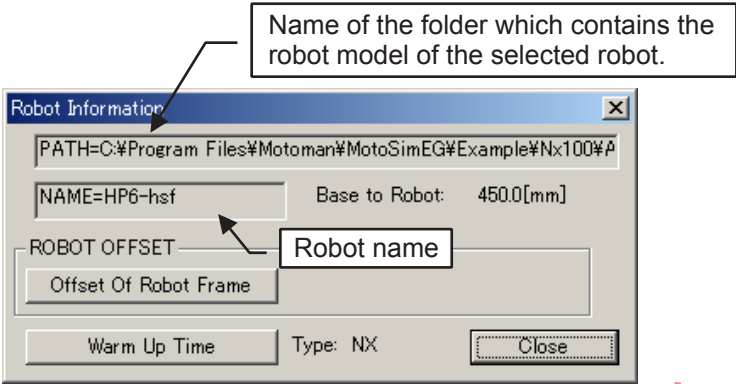 Name of the folder which contains the
robot model of the selected robot.
Robot Information
PATH=C:¥Program Files¥Motoman¥MotoSimEG¥Example¥Nx100¥A
NAME=HP6-hsf
Base to Robot: 450.0[mm]
Robot name
ROBOT OFFSET
Offset Of Robot Frame
Warm Up Time
Type: NX
Close